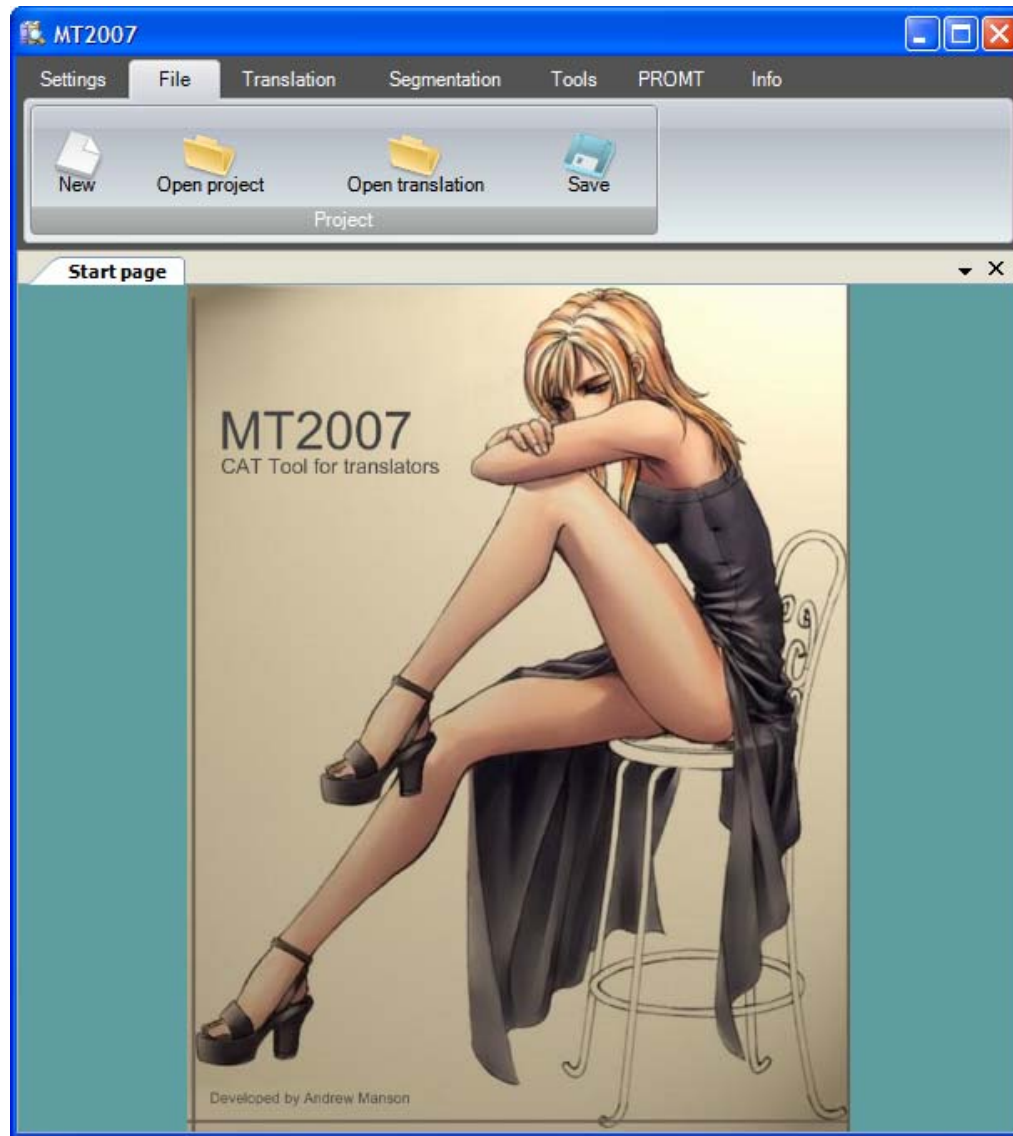 MT2007
Settings File Translation Segmentation Tools PROMT Info
New Open project Open translation Save
Project
Start page
MT2007
CAT Tool for translators
Developed by Andrew Manson